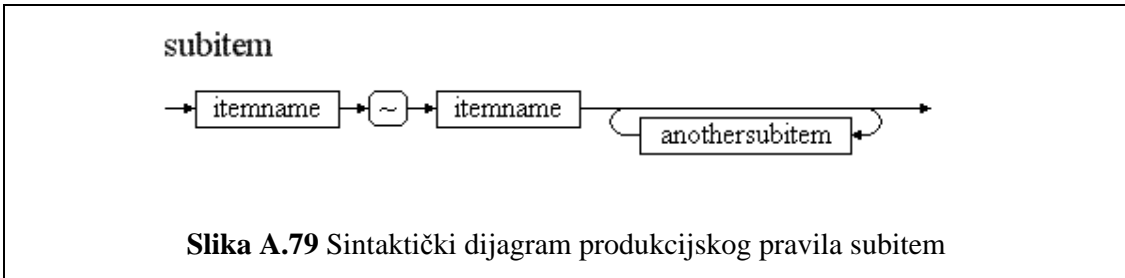 subitem
itemname ~ itemname
anothersubitem
Slika A.79 Sintaktički dijagram produkcijskog pravila subitem